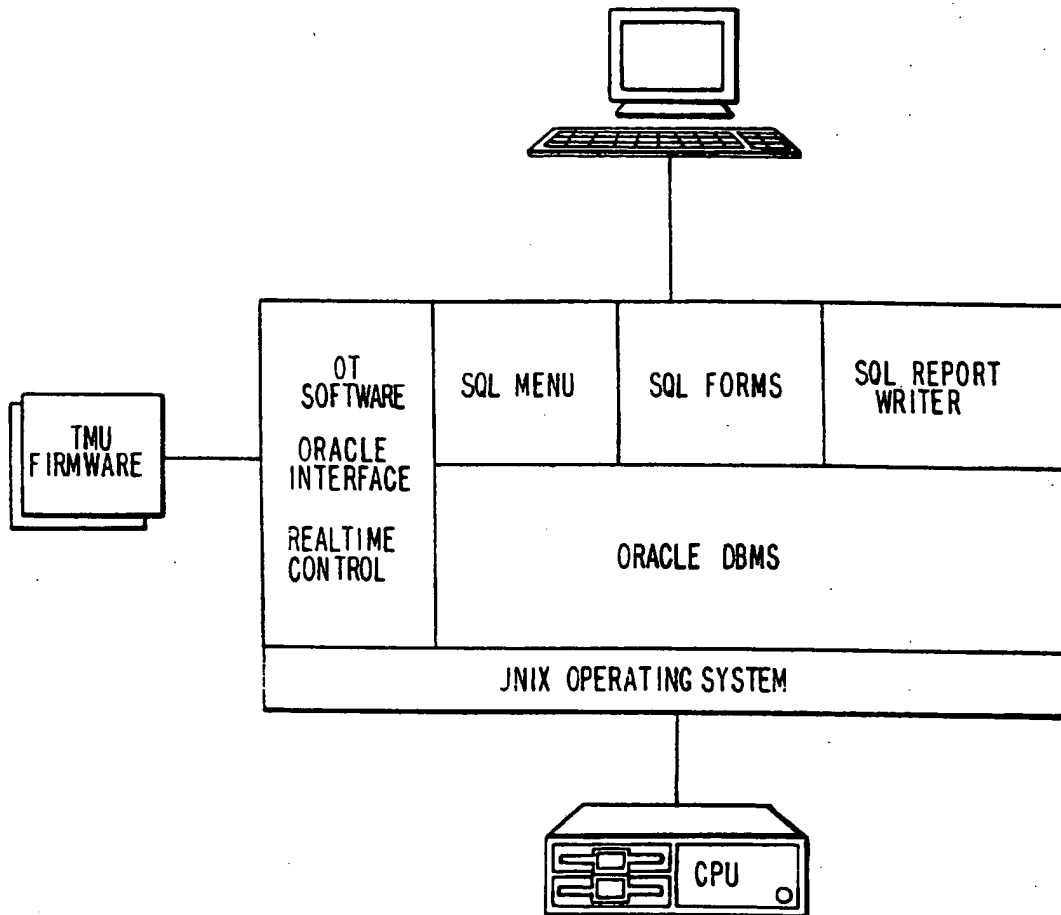 OT
SOFTWARE
ORACLE
INTERFACE
REALTIME
CONTROL
SQL MENU
SQL FORMS
SQL REPORT
WRITER
TMU
FIRMWARE
ORACLE DBMS
JNIX OPERATING SYSTEM
CPU